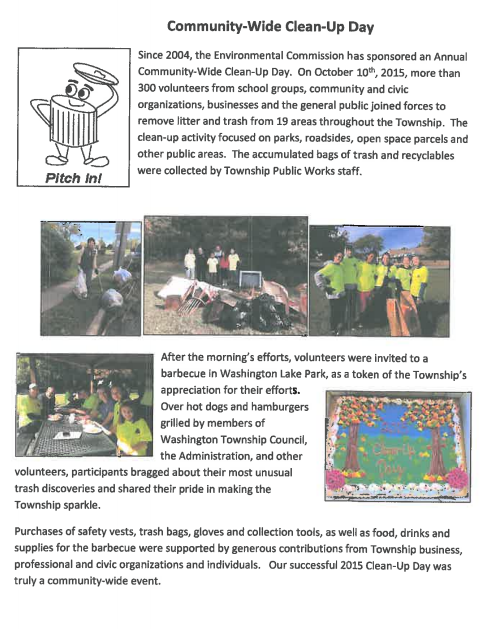 Community-Wide Clean-Up Day
Since 2004, the Environmental Commission has sponsored an Annual
Community-Wide Clean-Up Day. On October 10th, 2015, more than
300 volunteers from school groups, community and civic
organizations, businesses and the general public joined forces to
remove litter and trash from 19 areas throughout the Township. The
clean-up activity focused on parks, roadsides, open space parcels and
other public areas. The accumulated bags of trash and recyclables
were collected by Township Public Works staff.
Pitch In!
After the morning's efforts, volunteers were invited to a
barbecue in Washington Lake Park, as a token of the Township's
appreciation for their efforts.
Over hot dogs and hamburgers
grilled by members of
Washington Township Council,
the Administration, and other
volunteers, participants bragged about their most unusual
trash discoveries and shared their pride in making the
Township sparkle.
Clean-Up
Day
Purchases of safety vests, trash bags, gloves and collection tools, as well as food, drinks and
supplies for the barbecue were supported by generous contributions from Township business,
professional and civic organizations and individuals. Our successful 2015 Clean-Up Day was
truly a community-wide event.